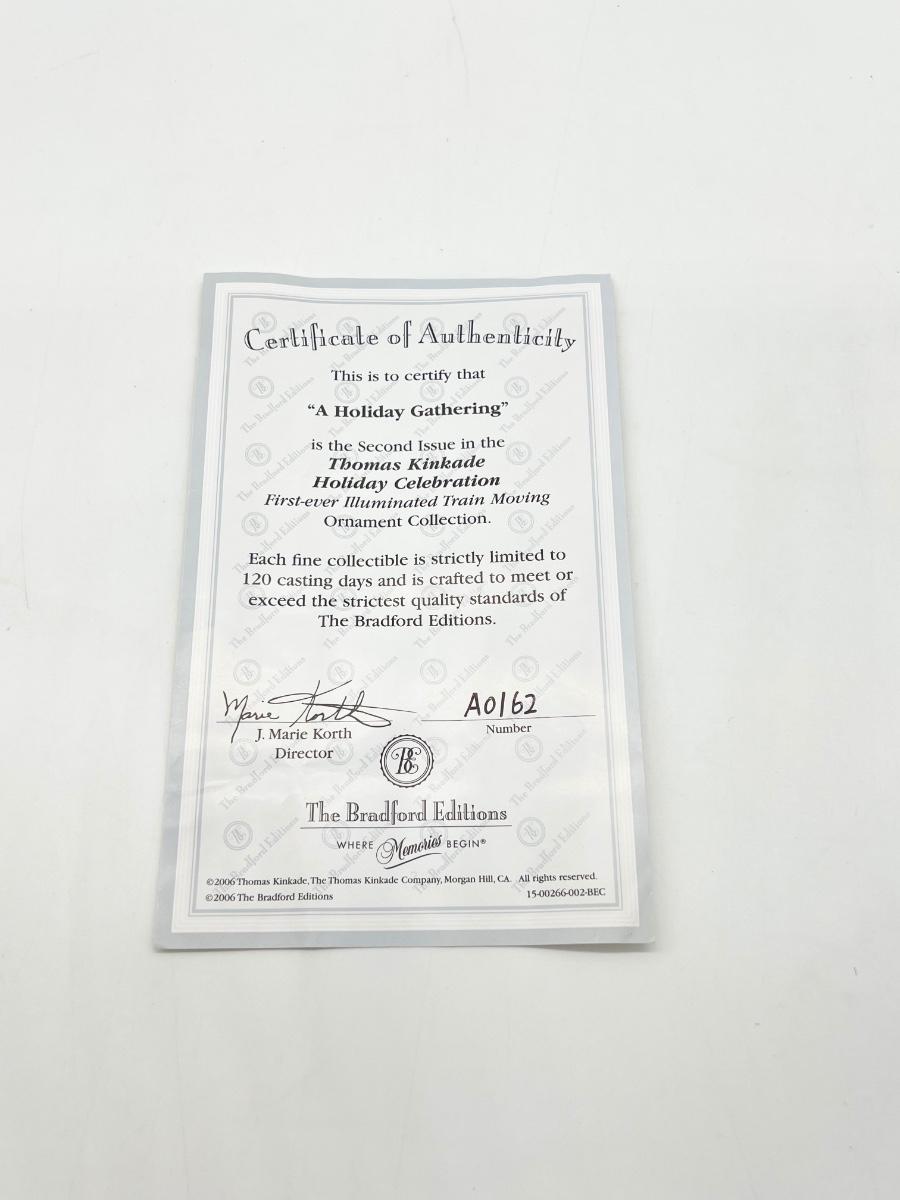 Certificate of Authenticity
This is to certify that
“A Holiday Gathering”
is the Second Issue in the
Thomas Kinkade
Holiday Celebration
First-ever Illuminated Train Moving
Ornament Collection.
Each fine collectible is strictly limited to
120 casting days and is crafted to meet or
exceed the strictest quality standards of
The Bradford Editions.
Marie Korth
A0162
J. Marie Korth
Number
Director
BE
The Bradford Editions
WHERE Memories BEGIN®
©2006 Thomas Kinkade, The Thomas Kinkade Company, Morgan Hill, CA. All rights reserved.
©2006 The Bradford Editions
15-00266-002-BEC